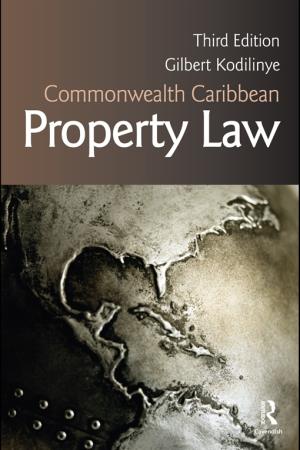 Third Edition
Gilbert Kodilinye
Commonwealth Caribbean
Property Law
R
Routledge
Cavendish